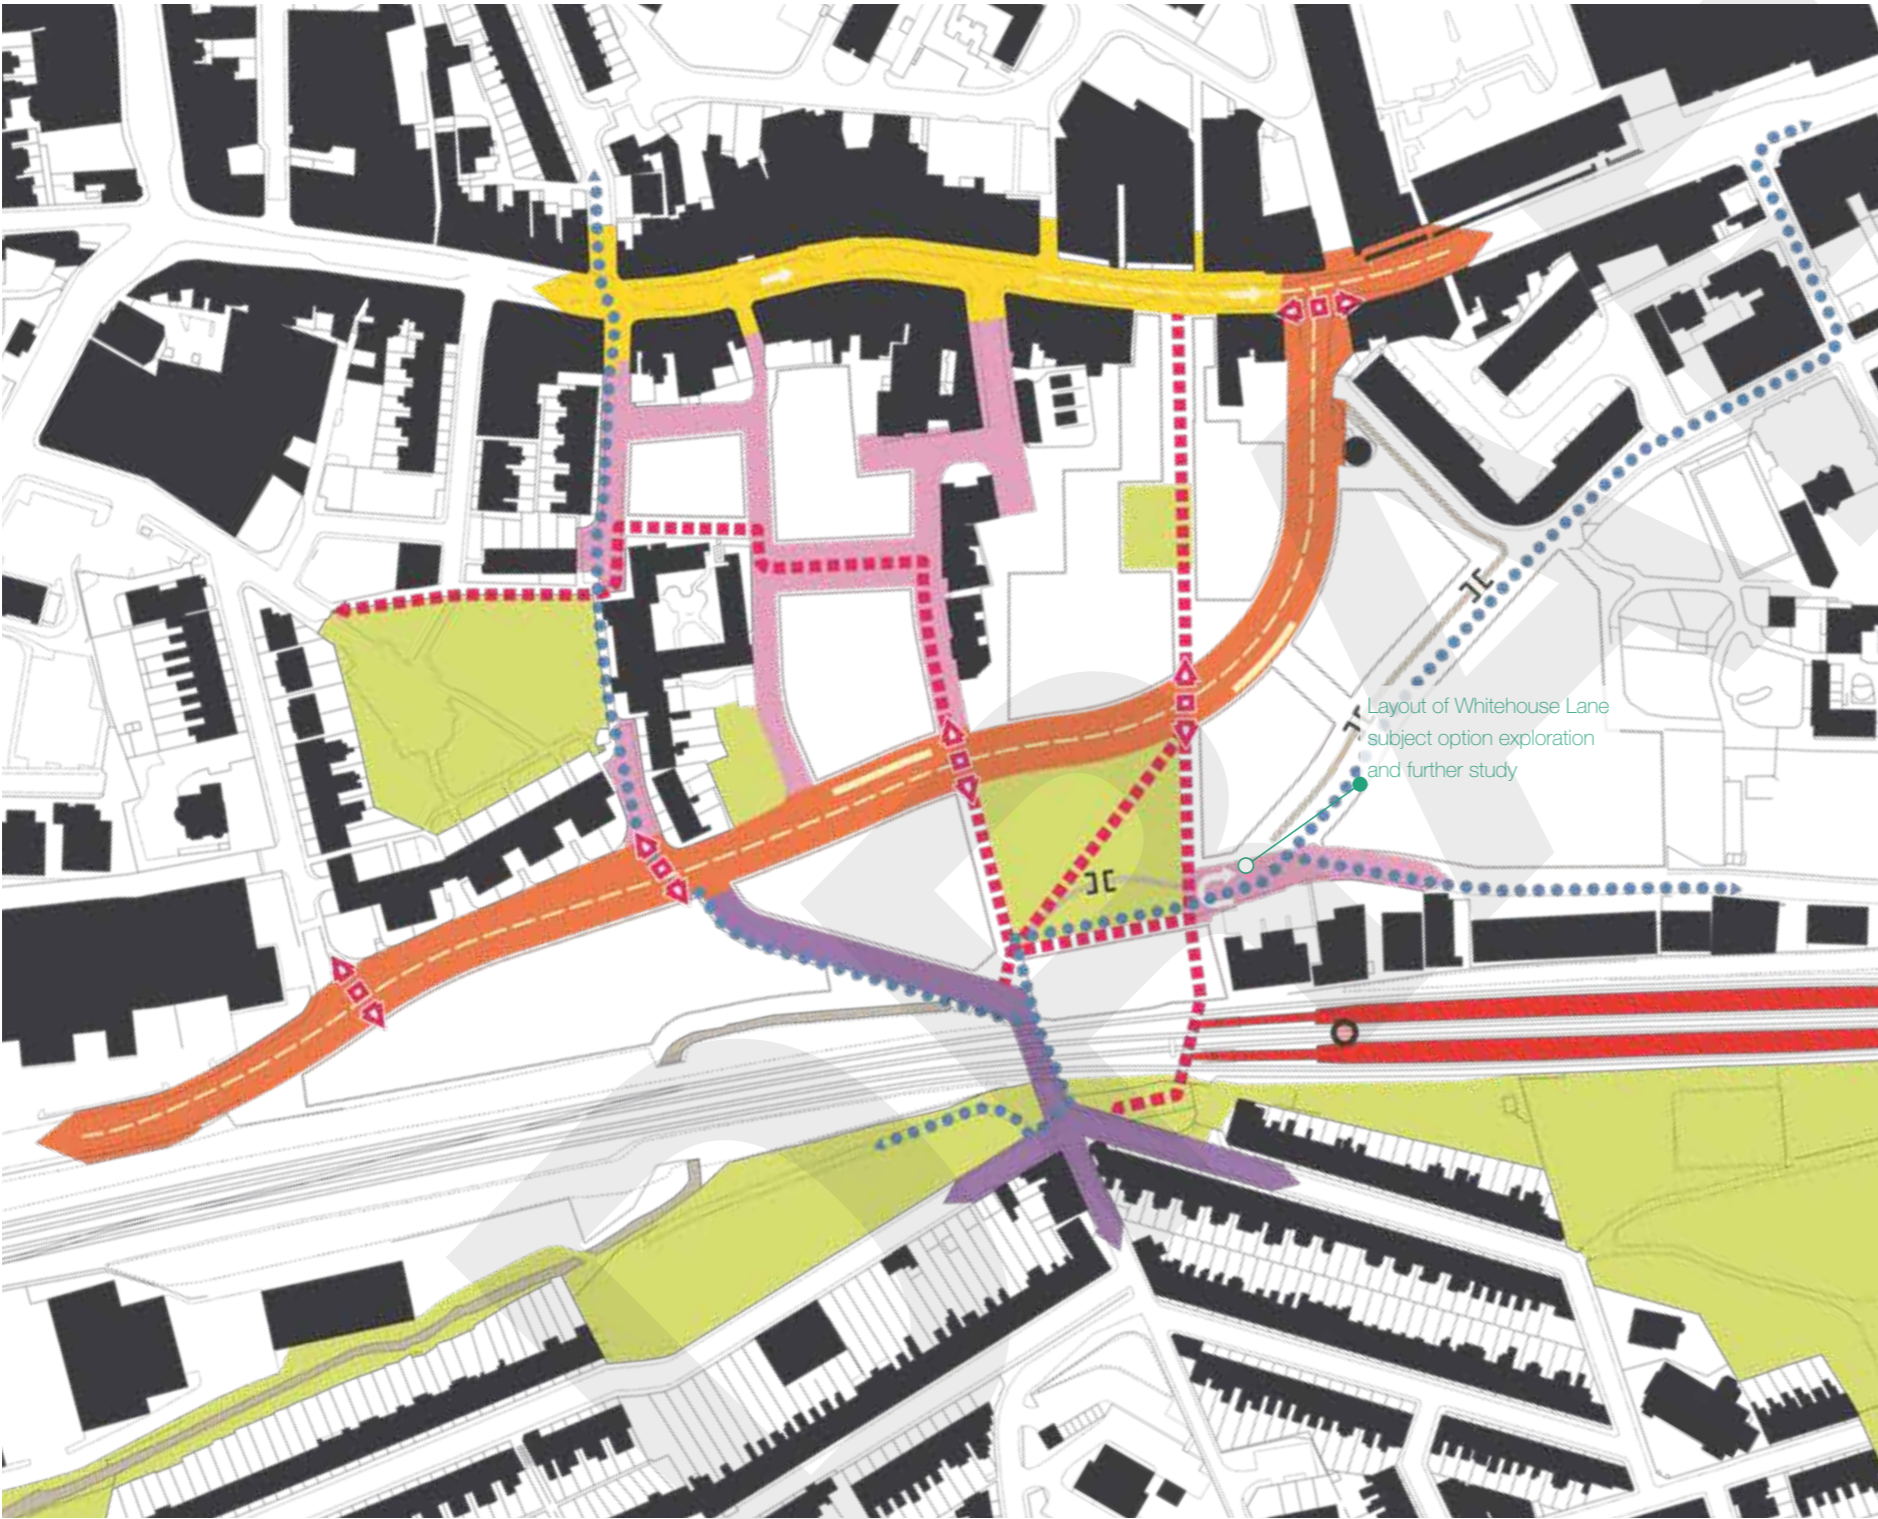 Layout of Whitehouse Lane
subject option exploration
and further study